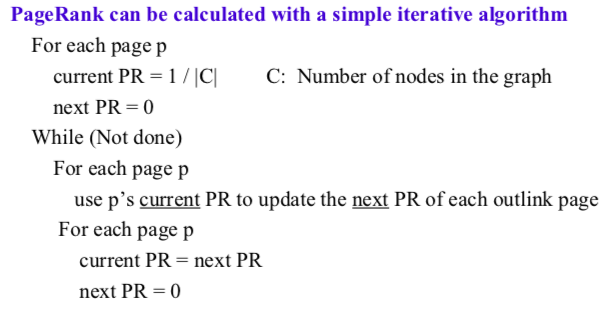 PageRank can be calculated with a simple iterative algorithm
For each page p
current PR = 1 / |C| C: Number of nodes in the graph
next PR = 0
While (Not done)
For each page p
use p's current PR to update the next PR of each outlink page
For each page p
current PR = next PR
next PR = 0